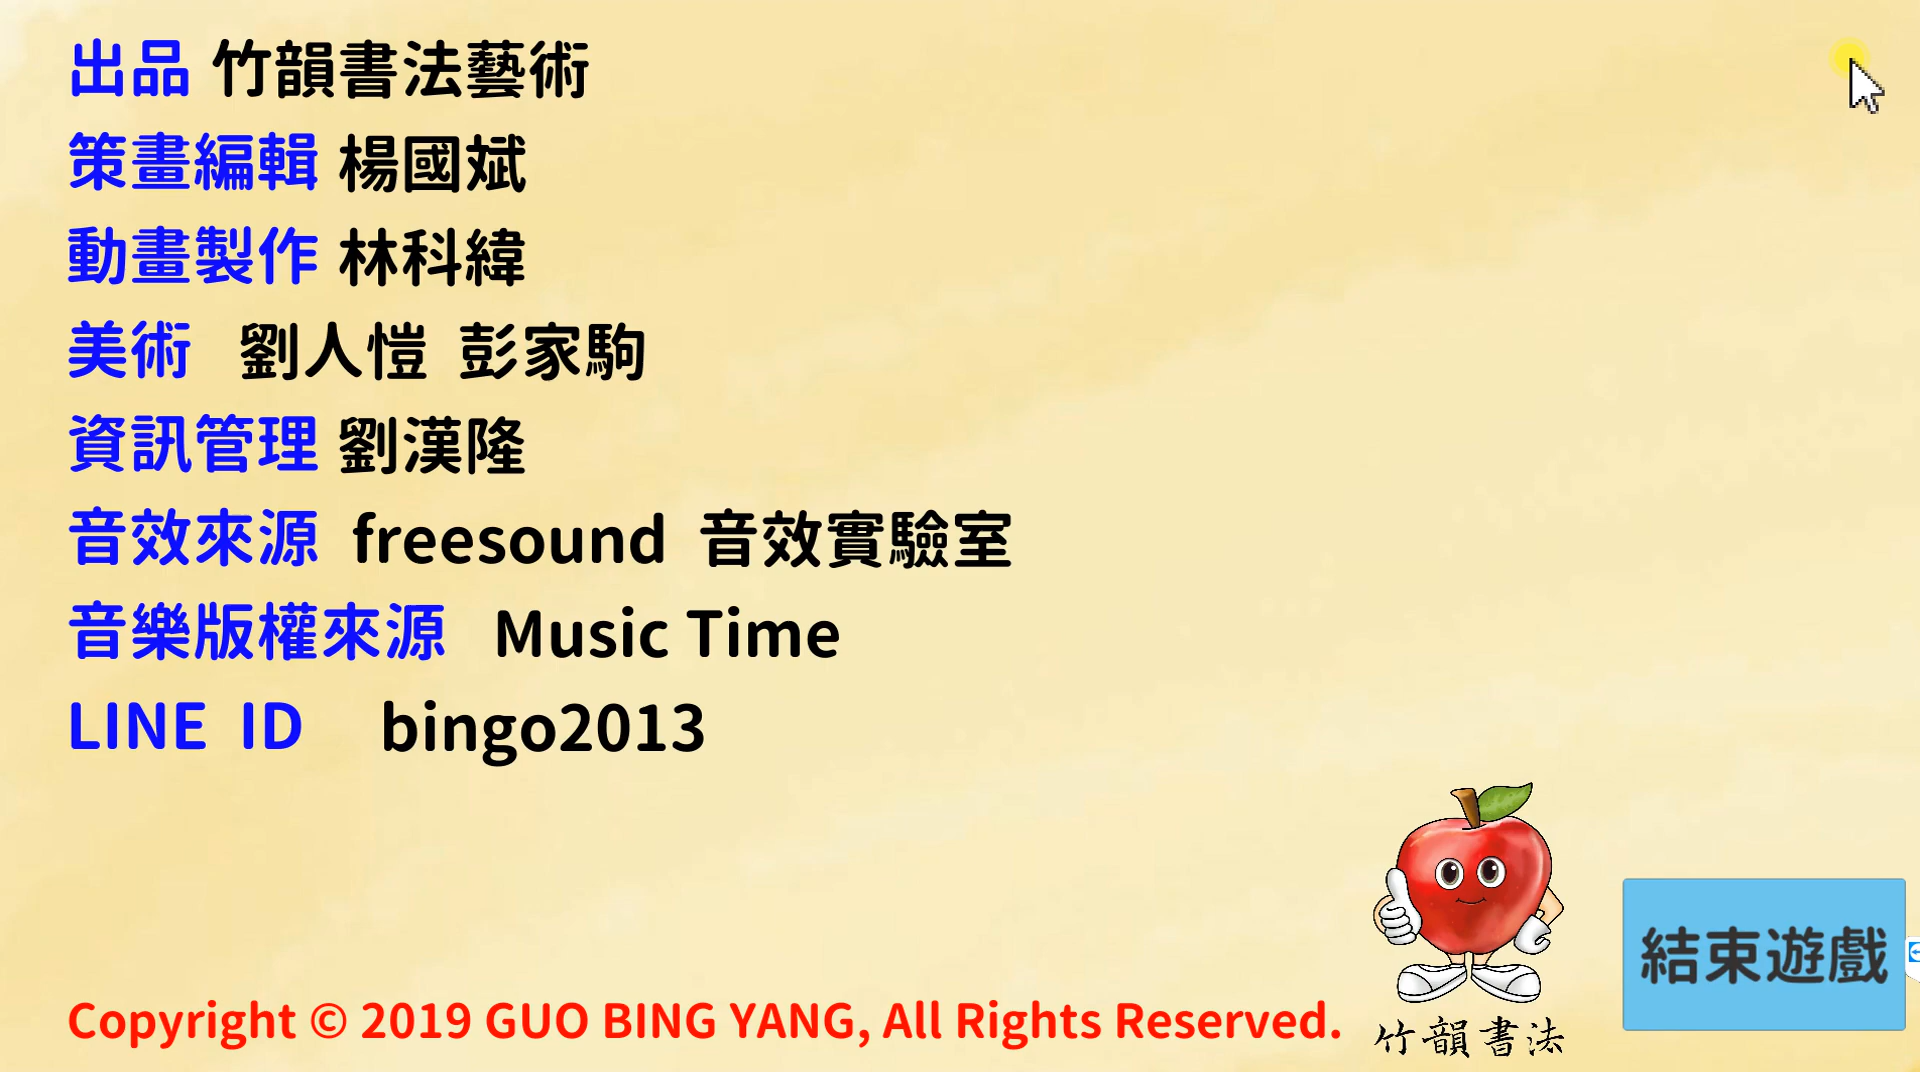 出品 竹韻書法藝術
策畫編輯 楊國斌
動畫製作 林科緯
美術 劉人愷 彭家駒
資訊管理 劉漢隆
音效來源 freesound 音效實驗室
音樂版權來源 Music Time
LINE ID bingo2013
結束遊戲
Copyright © 2019 GUO BING YANG, All Rights Reserved.
竹韻書法